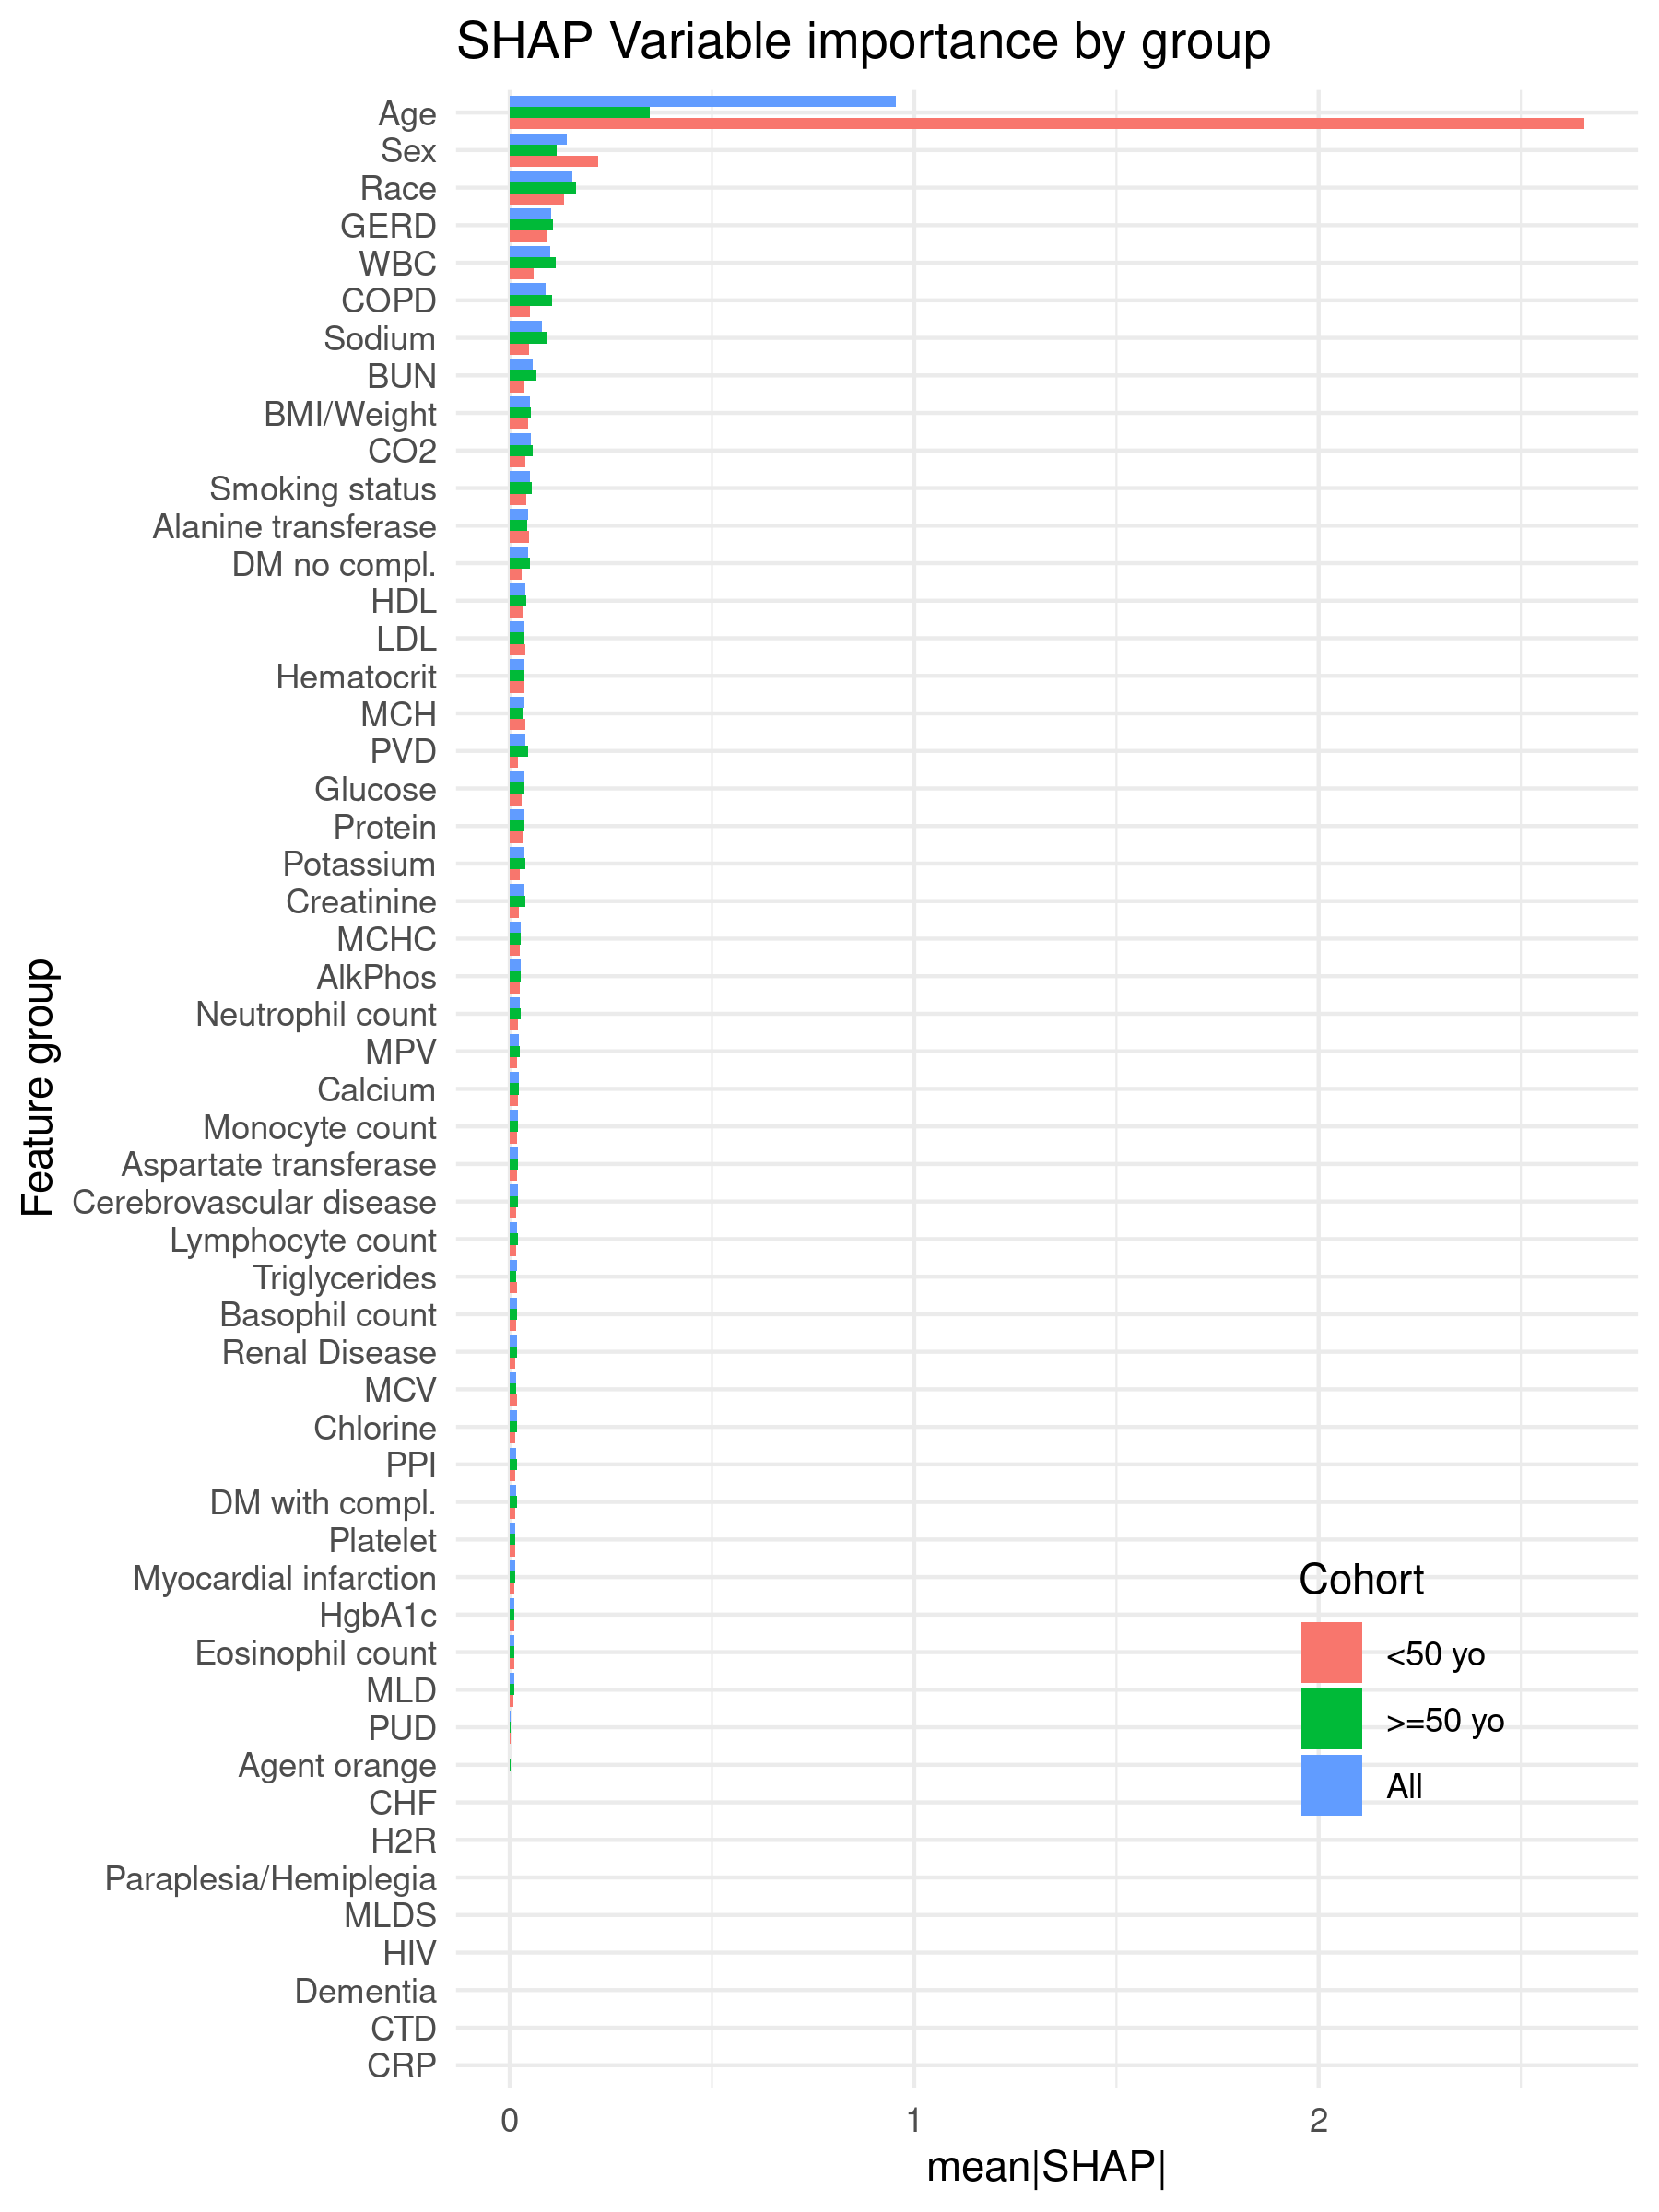 SHAP Variable importance by group
Age
Sex
Race
GERD
WBC
COPD
Sodium
BUN
BMI/Weight
CO2
Smoking status
Alanine transferase
DM no compl.
HDL
LDL
Hematocrit
MCH
PVD
Glucose
Protein
Potassium
Creatinine
MCHC
AlkPhos
Neutrophil count
MPV
Calcium
Monocyte count
Aspartate transferase
Cerebrovascular disease
Lymphocyte count
Triglycerides
Basophil count
Renal Disease
MCV
Chlorine
PPI
DM with compl.
Platelet
Myocardial infarction
HgbA1c
Eosinophil count
MLD
PUD
Agent orange
CHF
H2R
Paraplesia/Hemiplegia
MLDS
HIV
Dementia
CTD
CRP
Feature group
0 1 2
mean|SHAP|
Cohort
<50 yo
>=50 yo
All